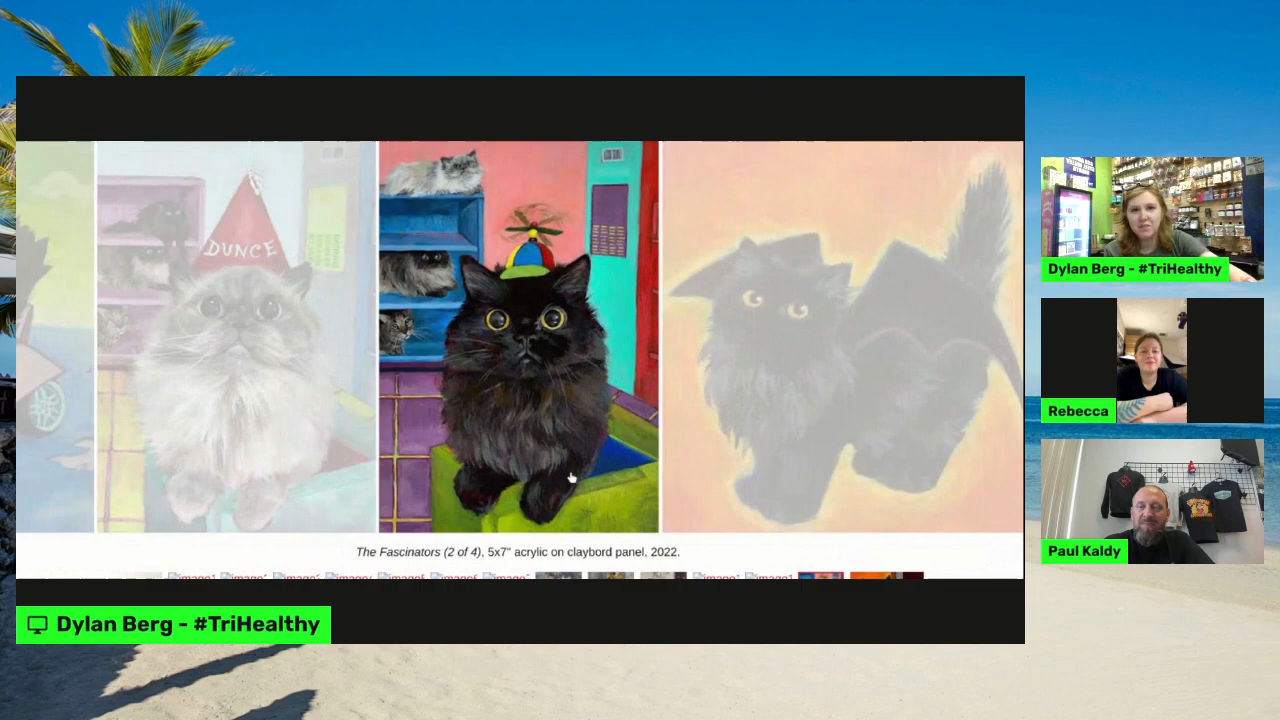 DUNCE
The Fascinators (2 of 4), 5x7" acrylic on claybord panel, 2022.
Dylan Berg - #TriHealthy
Dylan Berg - #TriHealthy
Rebecca
Paul Kaldy